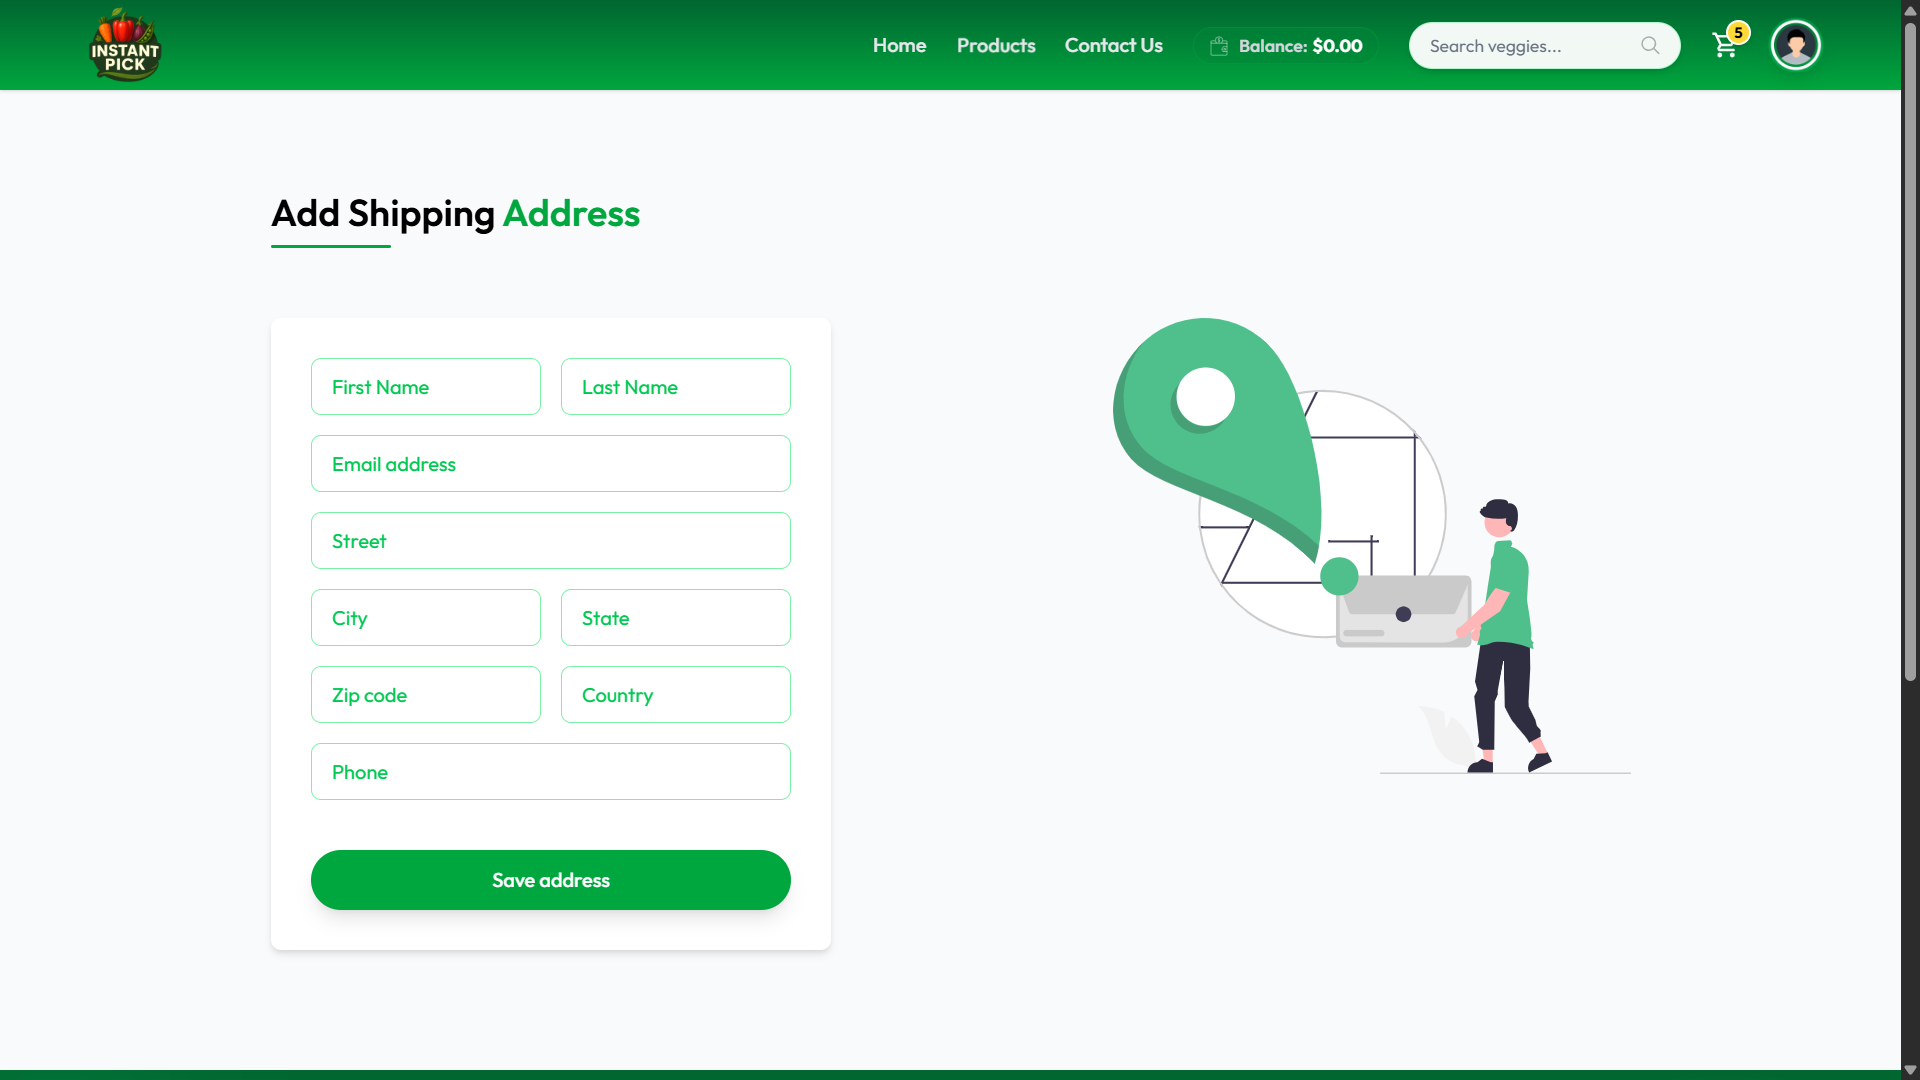 INSTANT
PICK
Home
Products
Contact Us
Balance: $0.00
Search veggies...
5
Add Shipping Address
First Name
Last Name
Email address
Street
City
State
Zip code
Country
Phone
Save address